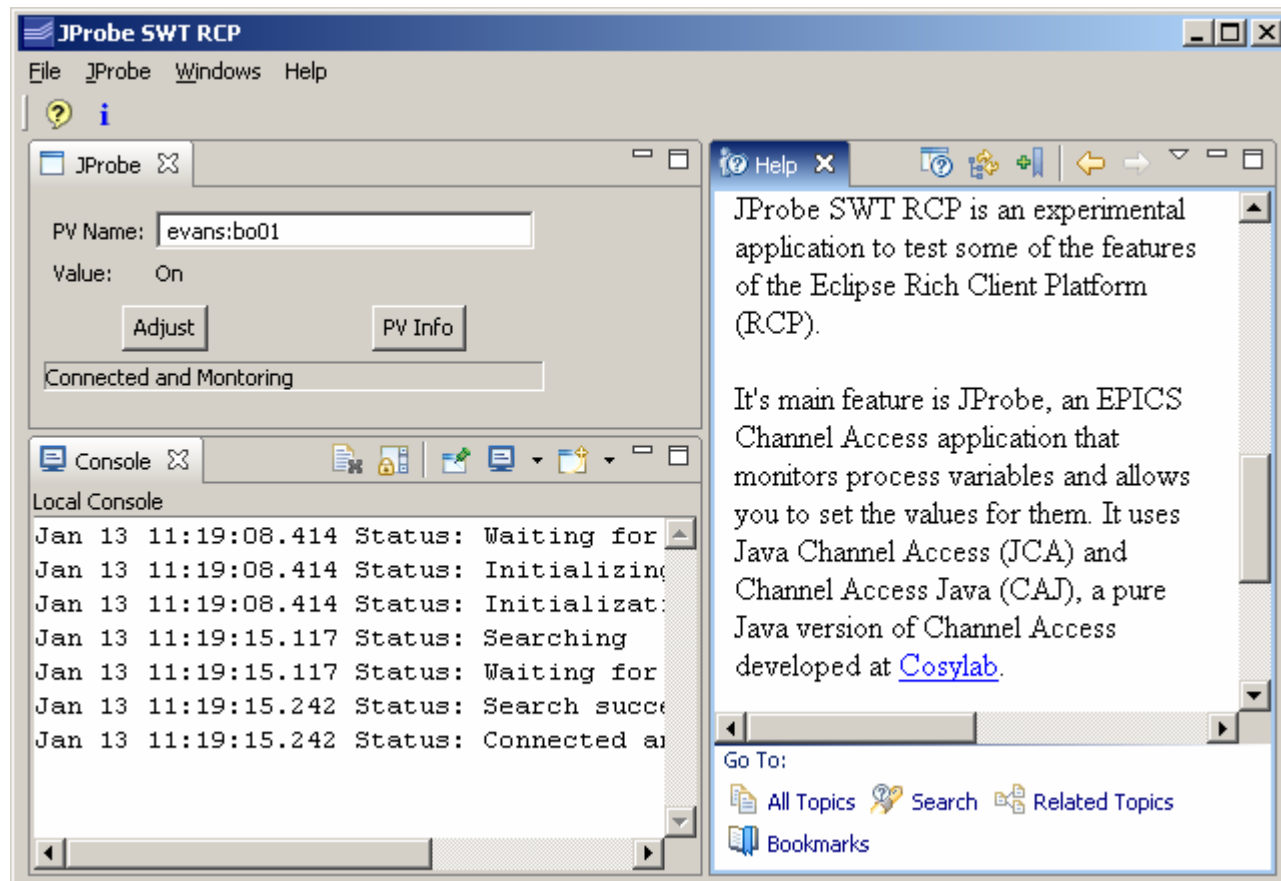 JProbe SWT RCP
File JProbe Windows Help
JProbe
PV Name: evans:bo01
Value: On
Adjust PV Info
Connected and Montoring
Console
Local Console
Jan 13 11:19:08.414 Status: Waiting for
Jan 13 11:19:08.414 Status: Initializing
Jan 13 11:19:08.414 Status: Initializati
Jan 13 11:19:15.117 Status: Searching
Jan 13 11:19:15.117 Status: Waiting for
Jan 13 11:19:15.242 Status: Search succe
Jan 13 11:19:15.242 Status: Connected an
Help
JProbe SWT RCP is an experimental
application to test some of the features
of the Eclipse Rich Client Platform
(RCP).
It's main feature is JProbe, an EPICS
Channel Access application that
monitors process variables and allows
you to set the values for them. It uses
Java Channel Access (JCA) and
Channel Access Java (CAJ), a pure
Java version of Channel Access
developed at Cosylab.
Go To:
All Topics Search Related Topics
Bookmarks